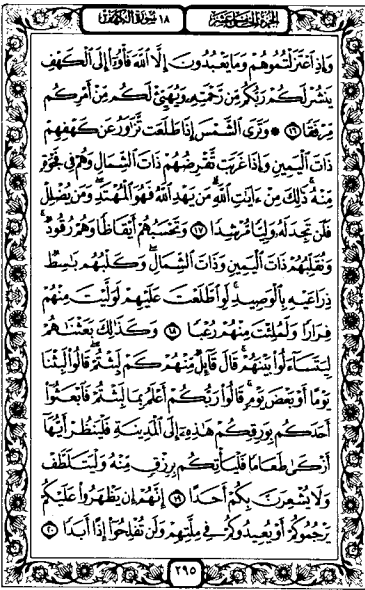 الجزء الخامس عشر
١٨ سورة الكهف
وَإِذِ ٱعۡتَزَلۡتُمُوهُمۡ وَمَا يَعۡبُدُونَ إِلَّا ٱللَّهَ فَأۡوُۥٓاْ إِلَى ٱلۡكَهۡفِ
يَنشُرۡ لَكُمۡ رَبُّكُم مِّن رَّحۡمَتِهِۦ وَيُهَيِّئۡ لَكُم مِّنۡ أَمۡرِكُم
مِّرۡفَقٗا ١٦ ۞ وَتَرَى ٱلشَّمۡسَ إِذَا طَلَعَت تَّزَٰوَرُ عَن كَهۡفِهِمۡ
ذَاتَ ٱلۡيَمِينِ وَإِذَا غَرَبَت تَّقۡرِضُهُمۡ ذَاتَ ٱلشِّمَالِ وَهُمۡ فِي فَجۡوَةٖ
مِّنۡهُۚ ذَٰلِكَ مِنۡ ءَايَٰتِ ٱللَّهِۗ مَن يَهۡدِ ٱللَّهُ فَهُوَ ٱلۡمُهۡتَدِۖ وَمَن يُضۡلِلۡ
فَلَن تَجِدَ لَهُۥ وَلِيّٗا مُّرۡشِدٗا ١٧ وَتَحۡسَبُهُمۡ أَيۡقَاظٗا وَهُمۡ رُقُودٞۚ
وَنُقَلِّبُهُمۡ ذَاتَ ٱلۡيَمِينِ وَذَاتَ ٱلشِّمَالِۖ وَكَلۡبُهُم بَٰسِطٞ
ذِرَاعَيۡهِ بِٱلۡوَصِيدِۚ لَوِ ٱطَّلَعۡتَ عَلَيۡهِمۡ لَوَلَّيۡتَ مِنۡهُمۡ
فِرَارٗا وَلَمُلِئۡتَ مِنۡهُمۡ رُعۡبٗا ١٨ وَكَذَٰلِكَ بَعَثۡنَٰهُمۡ
لِيَتَسَآءَلُواْ بَيۡنَهُمۡۚ قَالَ قَآئِلٞ مِّنۡهُمۡ كَمۡ لَبِثۡتُمۡۖ قَالُواْ لَبِثۡنَا
يَوۡمًا أَوۡ بَعۡضَ يَوۡمٖۚ قَالُواْ رَبُّكُمۡ أَعۡلَمُ بِمَا لَبِثۡتُمۡ فَٱبۡعَثُوٓاْ
أَحَدَكُم بِوَرِقِكُمۡ هَٰذِهِۦٓ إِلَى ٱلۡمَدِينَةِ فَلۡيَنظُرۡ أَيُّهَآ
أَزۡكَىٰ طَعَامٗا فَلۡيَأۡتِكُم بِرِزۡقٖ مِّنۡهُ وَلۡيَتَلَطَّفۡ
وَلَا يُشۡعِرَنَّ بِكُمۡ أَحَدًا ١٩ إِنَّهُمۡ إِن يَظۡهَرُواْ عَلَيۡكُمۡ
يَرۡجُمُوكُمۡ أَوۡ يُعِيدُوكُمۡ فِي مِلَّتِهِمۡ وَلَن تُفۡلِحُوٓاْ إِذًا أَبَدٗا ٢٠
٢٩٥